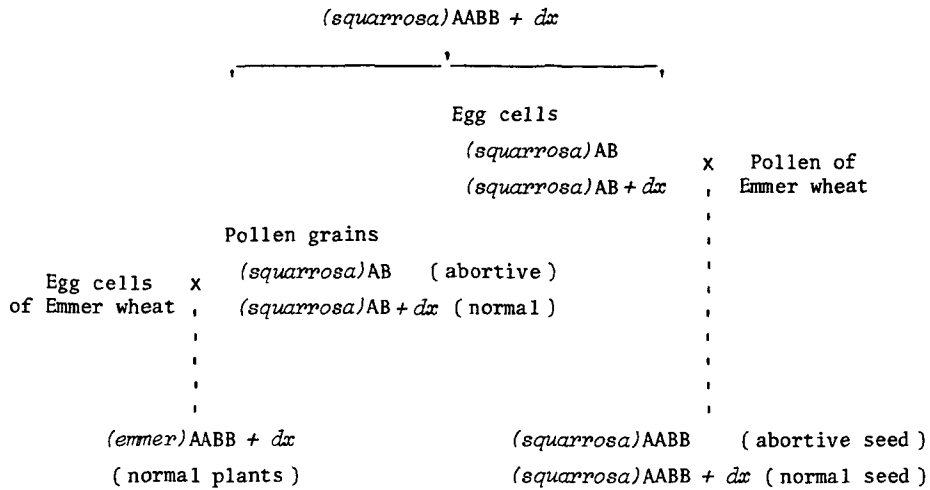 (squarrosa)AABB + dx
Egg cells
(squarrosa)AB
(squarrosa)AB + dx
x
Pollen of
Emmer wheat
Pollen grains
(squarrosa)AB (abortive)
(squarrosa)AB + dx (normal)
Egg cells
of Emmer wheat
x
(emmer)AABB + dx
(normal plants)
(squarrosa)AABB (abortive seed)
(squarrosa)AABB + dx (normal seed)